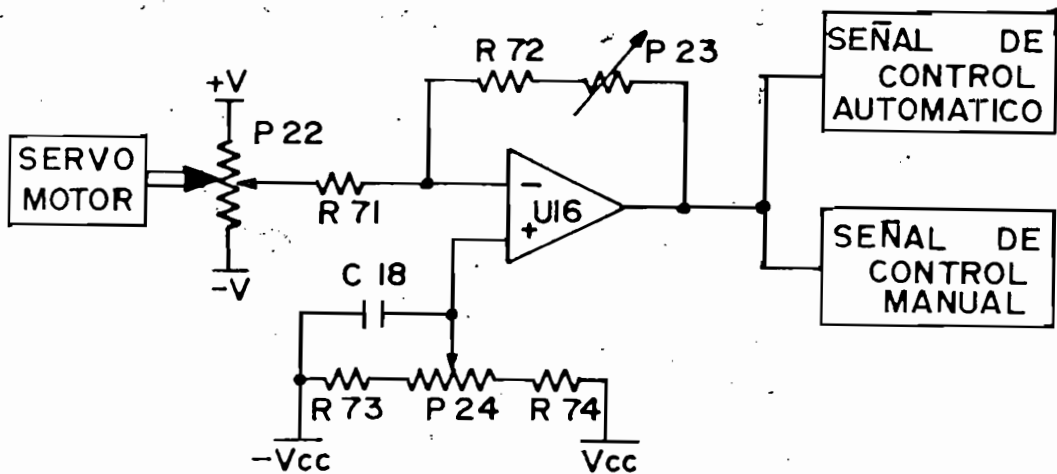 SERVO
MOTOR
+V
P 22
-V
R 71
R 72
P 23
-
+
U16
C 18
R 73
P 24
R 74
-Vcc
Vcc
SEÑAL DE
CONTROL
AUTOMATICO
SEÑAL DE
CONTROL
MANUAL